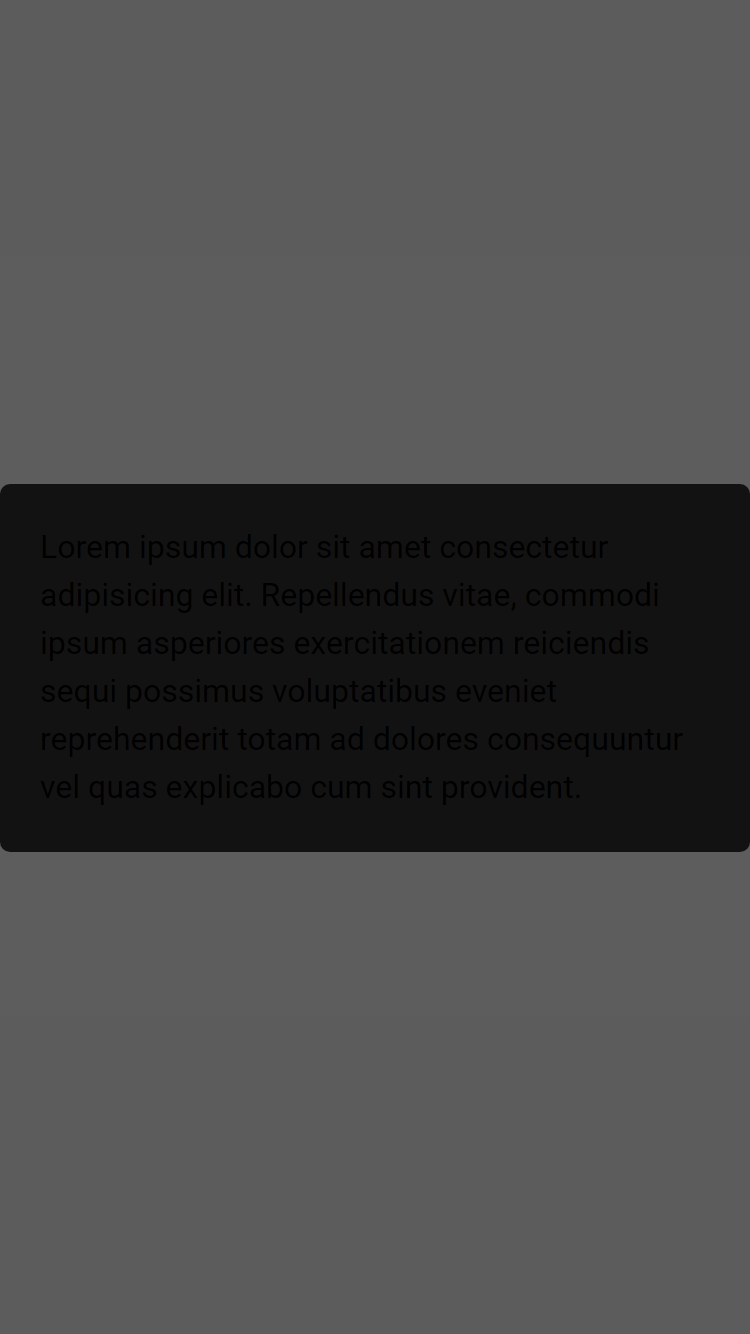 Lorem ipsum dolor sit amet consectetur
adipisicing elit. Repellendus vitae, commodi
ipsum asperiores exercitationem reiciendis
sequi possimus voluptatibus eveniet
reprehenderit totam ad dolores consequuntur
vel quas explicabo cum sint provident.